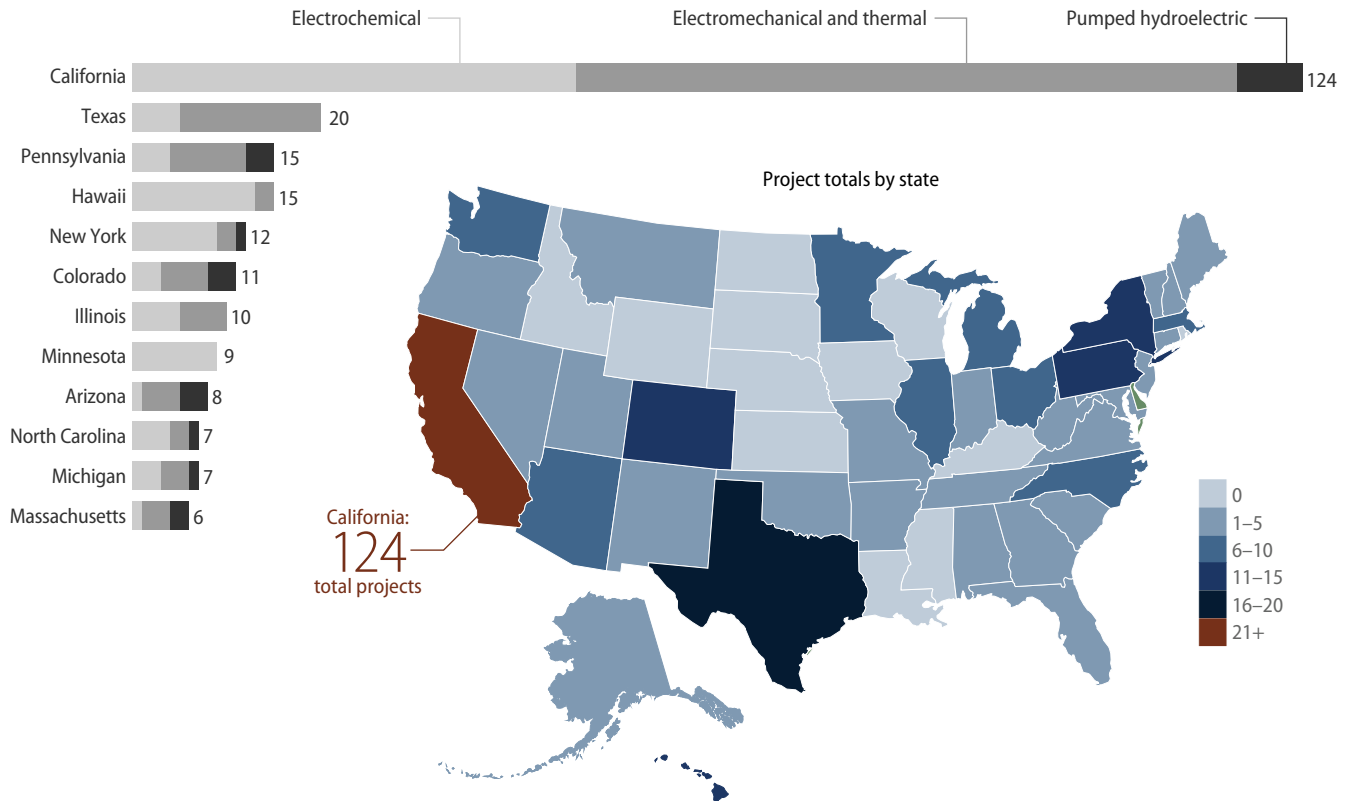 Electrochemical
Electromechanical and thermal
Pumped hydroelectric
California 124
Texas 20
Pennsylvania 15
Hawaii 15
New York 12
Colorado 11
Illinois 10
Minnesota 9
Arizona 8
North Carolina 7
Michigan 7
Massachusetts 6
Project totals by state
California:
124
total projects
0
1–5
6–10
11–15
16–20
21+